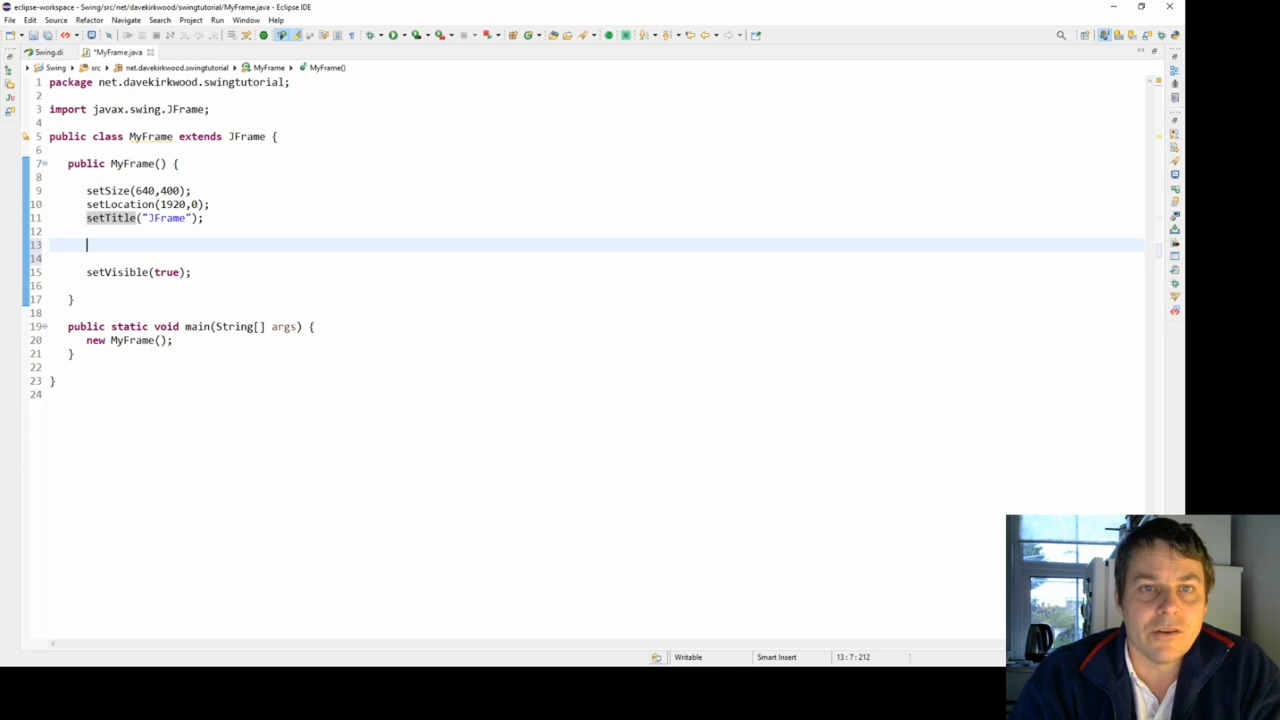 eclipse-workspace - Swing/src/net/davekirkwood/swingtutorial/MyFrame.java - Eclipse IDE
File Edit Source Refactor Navigate Search Project Run Window Help
Swing.di *MyFrame.java
Swing src net.davekirkwood.swingtutorial MyFrame MyFrame()
1 package net.davekirkwood.swingtutorial;
2
3 import javax.swing.JFrame;
4
5 public class MyFrame extends JFrame {
6
7 public MyFrame() {
8
9 setSize(640,400);
10 setLocation(1920,0);
11 setTitle("JFrame");
12
13
14
15 setVisible(true);
16
17 }
18
19 public static void main(String[] args) {
20 new MyFrame();
21 }
22
23 }
24
Writable Smart Insert 13 : 7 : 212